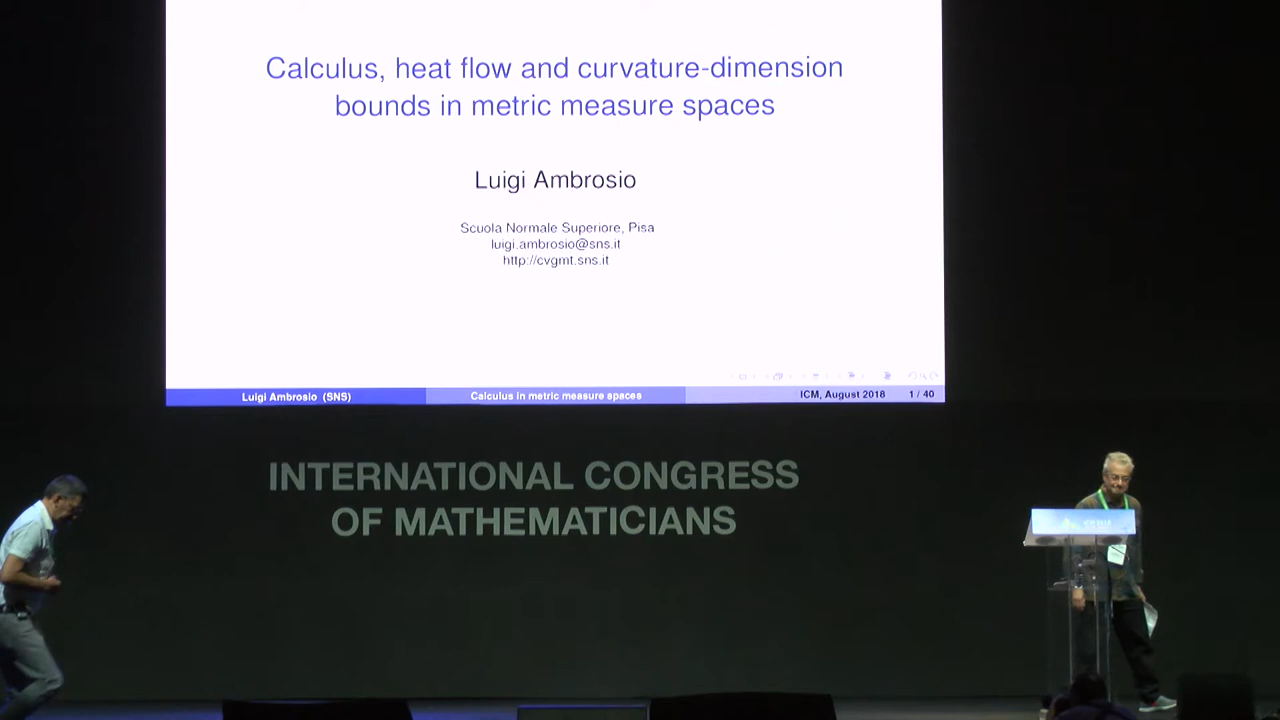 Calculus, heat flow and curvature-dimension
bounds in metric measure spaces
Luigi Ambrosio
Scuola Normale Superiore, Pisa
luigi.ambrosio@sns.it
http://cvgmt.sns.it
Luigi Ambrosio (SNS)
Calculus in metric measure spaces
ICM, August 2018
1 / 40
INTERNATIONAL CONGRESS
OF MATHEMATICIANS